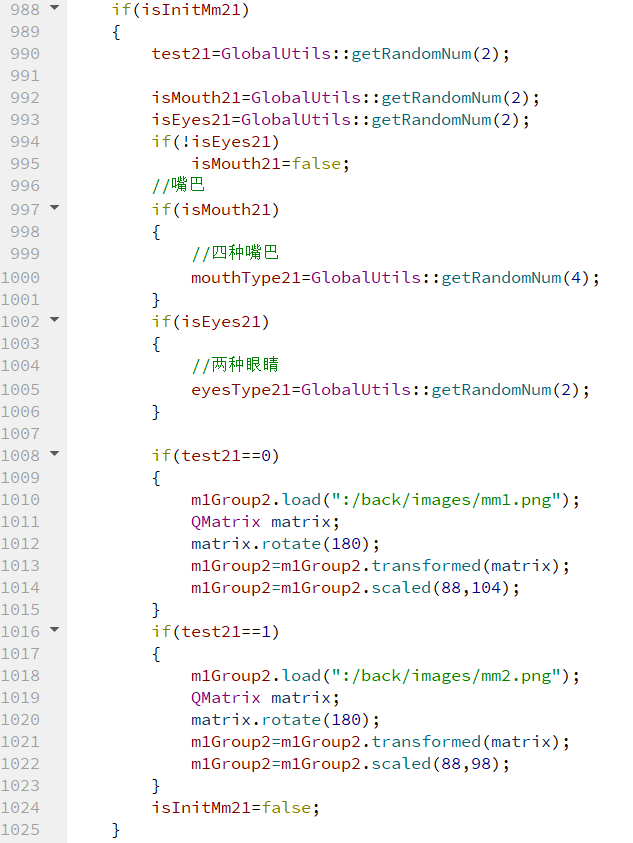 988 if(isInitMm21)
989 {
990 test21=GlobalUtils::getRandomNum(2);
991
992 isMouth21=GlobalUtils::getRandomNum(2);
993 isEyes21=GlobalUtils::getRandomNum(2);
994 if(!isEyes21)
995 isMouth21=false;
996 //嘴巴
997 if(isMouth21)
998 {
999 //四种嘴巴
1000 mouthType21=GlobalUtils::getRandomNum(4);
1001 }
1002 if(isEyes21)
1003 {
1004 //两种眼睛
1005 eyesType21=GlobalUtils::getRandomNum(2);
1006 }
1007
1008 if(test21==0)
1009 {
1010 m1Group2.load(":/back/images/mm1.png");
1011 QMatrix matrix;
1012 matrix.rotate(180);
1013 m1Group2=m1Group2.transformed(matrix);
1014 m1Group2=m1Group2.scaled(88,104);
1015 }
1016 if(test21==1)
1017 {
1018 m1Group2.load(":/back/images/mm2.png");
1019 QMatrix matrix;
1020 matrix.rotate(180);
1021 m1Group2=m1Group2.transformed(matrix);
1022 m1Group2=m1Group2.scaled(88,98);
1023 }
1024 isInitMm21=false;
1025 }